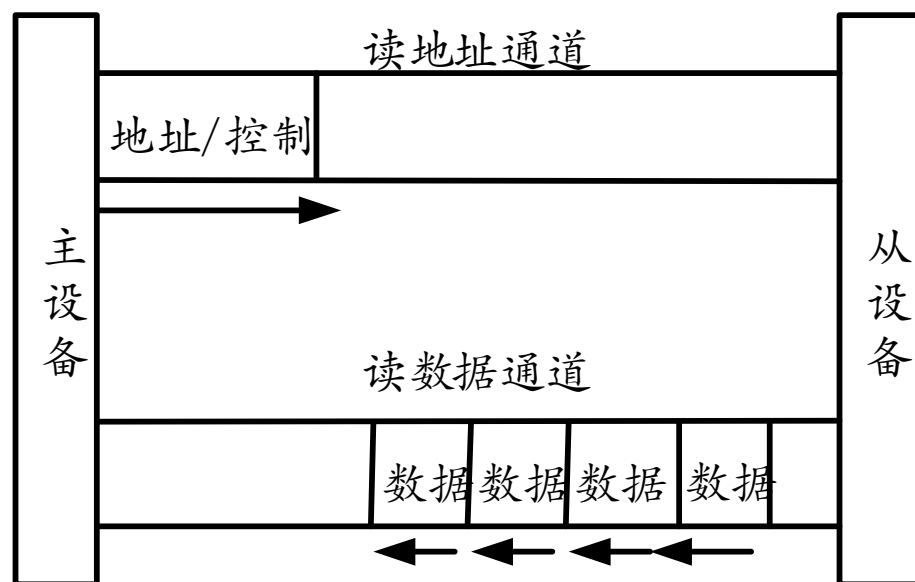 读地址通道
地址/控制
主设备
从设备
读数据通道
数据 数据 数据 数据